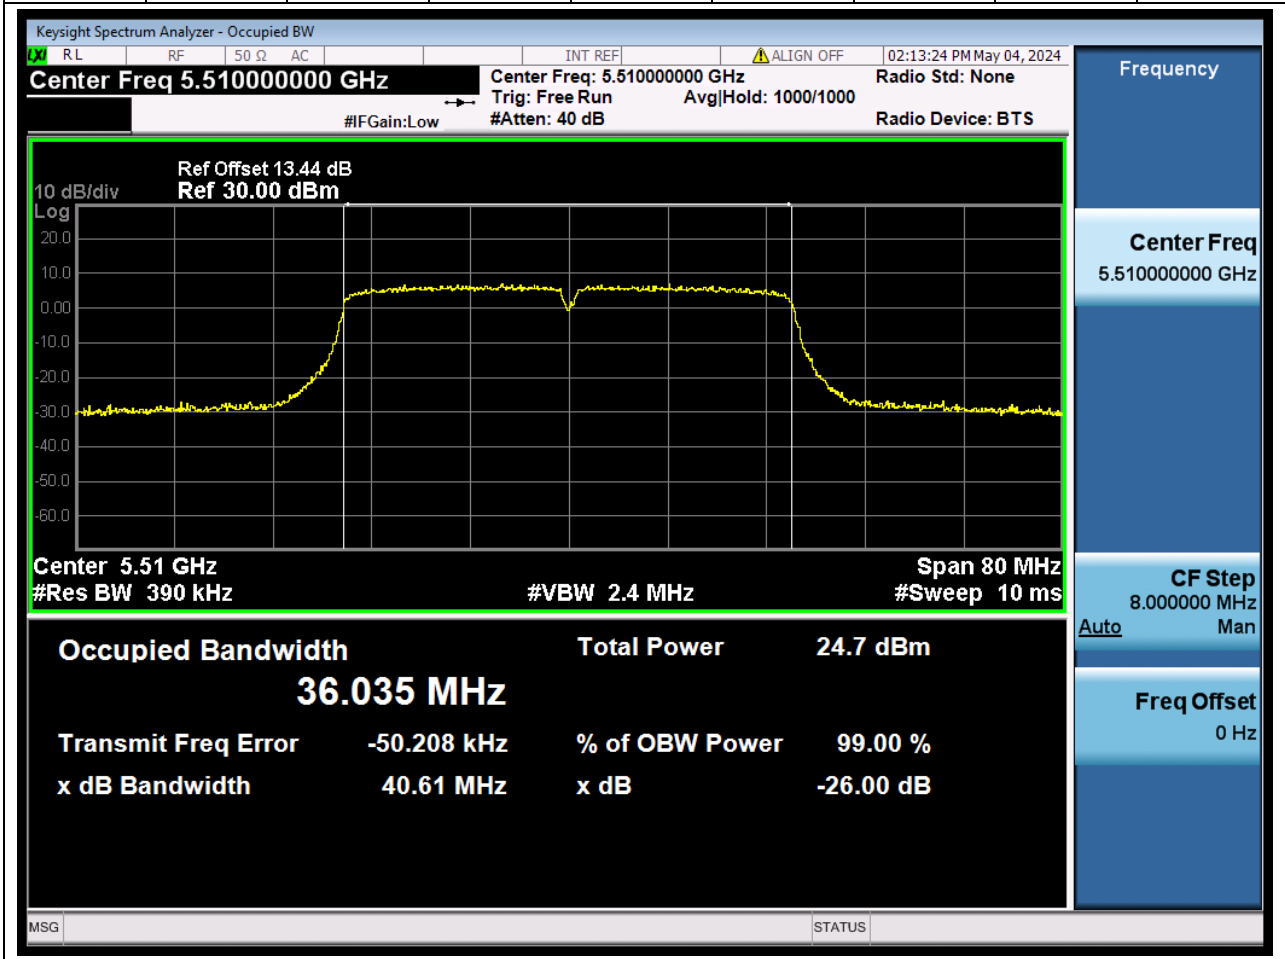 Keysight Spectrum Analyzer - Occupied BW
LXI RL RF 50 Ω AC INT REF ALIGN OFF 02:13:24 PM May 04, 2024
Center Freq 5.510000000 GHz
Center Freq: 5.510000000 GHz
Radio Std: None
Trig: Free Run Avg|Hold: 1000/1000
#IFGain:Low
#Atten: 40 dB
Radio Device: BTS
Ref Offset 13.44 dB
10 dB/div Ref 30.00 dBm
Log
20.0
10.0
0.00
-10.0
-20.0
-30.0
-40.0
-50.0
-60.0
Center 5.51 GHz Span 80 MHz
#Res BW 390 kHz #VBW 2.4 MHz #Sweep 10 ms
Occupied Bandwidth Total Power 24.7 dBm
36.035 MHz
Transmit Freq Error -50.208 kHz % of OBW Power 99.00 %
x dB Bandwidth 40.61 MHz x dB -26.00 dB
Frequency
Center Freq
5.510000000 GHz
CF Step
8.000000 MHz
Auto Man
Freq Offset
0 Hz
MSG STATUS